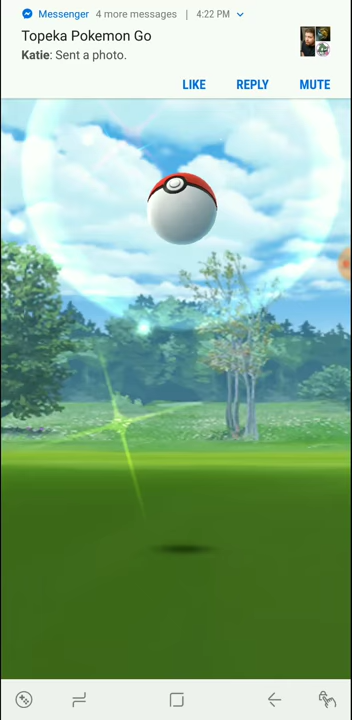 Messenger 4 more messages | 4:22 PM
Topeka Pokemon Go
Katie: Sent a photo.
LIKE REPLY MUTE